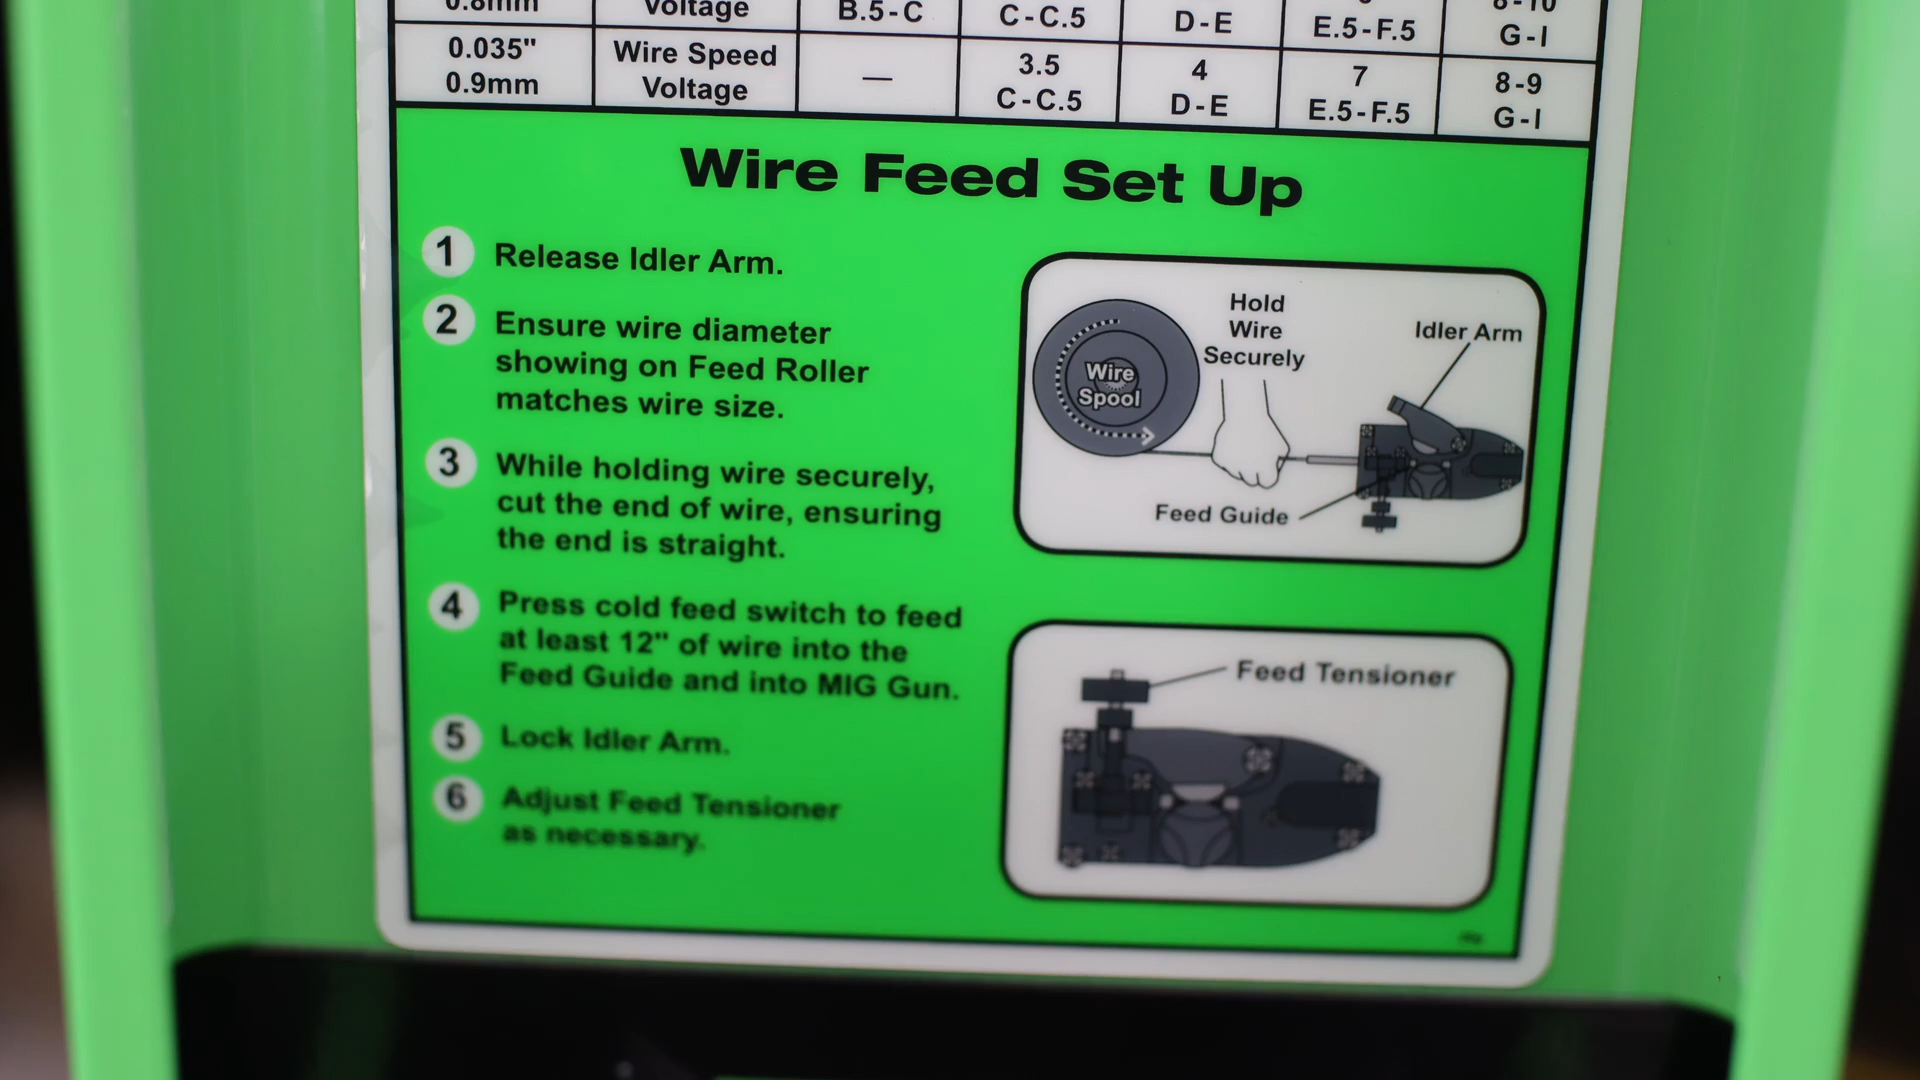 0.8mm Voltage B.5-C C-C.5 D-E E.5-F.5 G-I
0.035" Wire Speed — 3.5 4 7 8-9
0.9mm Voltage C-C.5 D-E E.5-F.5 G-I
Wire Feed Set Up
1 Release Idler Arm.
2 Ensure wire diameter
showing on Feed Roller
matches wire size.
3 While holding wire securely,
cut the end of wire, ensuring
the end is straight.
4 Press cold feed switch to feed
at least 12" of wire into the
Feed Guide and into MIG Gun.
5 Lock Idler Arm.
6 Adjust Feed Tensioner
as necessary.
Hold
Wire
Securely
Idler Arm
Wire
Spool
Feed Guide
Feed Tensioner